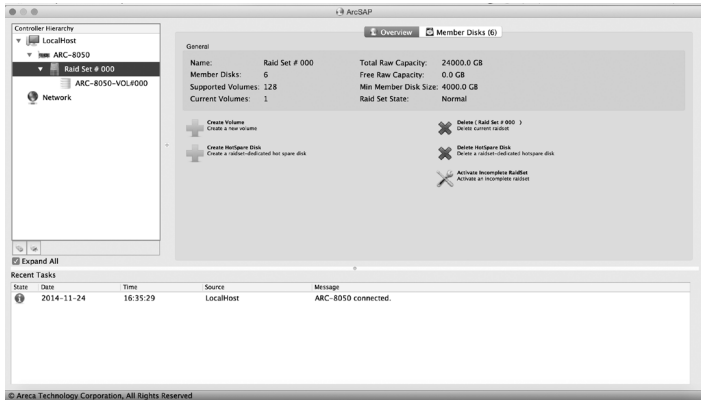 ArcSAP
Controller Hierarchy
LocalHost
ARC-8050
Raid Set # 000
ARC-8050-VOL#000
Network
Expand All
Overview
Member Disks (6)
General
Name: Raid Set # 000 Total Raw Capacity: 24000.0 GB
Member Disks: 6 Free Raw Capacity: 0.0 GB
Supported Volumes: 128 Min Member Disk Size: 4000.0 GB
Current Volumes: 1 Raid Set State: Normal
Create Volume
Create a new volume
Delete ( Raid Set # 000 )
Delete current raidset
Create HotSpare Disk
Create a raidset-dedicated hot spare disk
Delete HotSpare Disk
Delete a raidset-dedicated hotspare disk
Activate Incomplete RaidSet
Activate an incomplete raidset
Recent Tasks
State Date Time Source Message
2014-11-24 16:35:29 LocalHost ARC-8050 connected.
© Areca Technology Corporation, All Rights Reserved